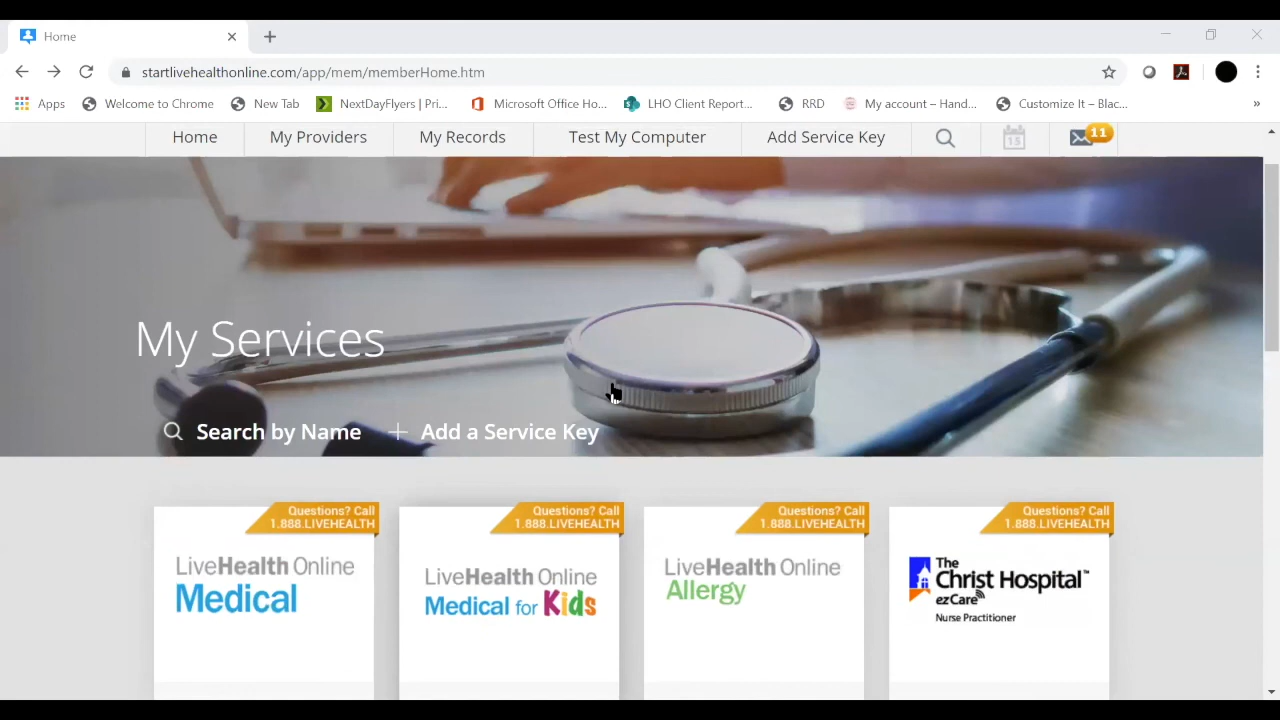 Home
startlivehealthonline.com/app/mem/memberHome.htm
Apps
Welcome to Chrome
New Tab
NextDayFlyers | Pri...
Microsoft Office Ho...
LHO Client Report...
RRD
My account – Hand...
Customize It – Blac...
»
Home
My Providers
My Records
Test My Computer
Add Service Key
15
11
My Services
Search by Name
Add a Service Key
Questions? Call
1.888.LIVEHEALTH
LiveHealth Online
Medical
Questions? Call
1.888.LIVEHEALTH
LiveHealth Online
Medical for Kids
Questions? Call
1.888.LIVEHEALTH
LiveHealth Online
Allergy
Questions? Call
1.888.LIVEHEALTH
The
Christ Hospital™
ezCare
Nurse Practitioner